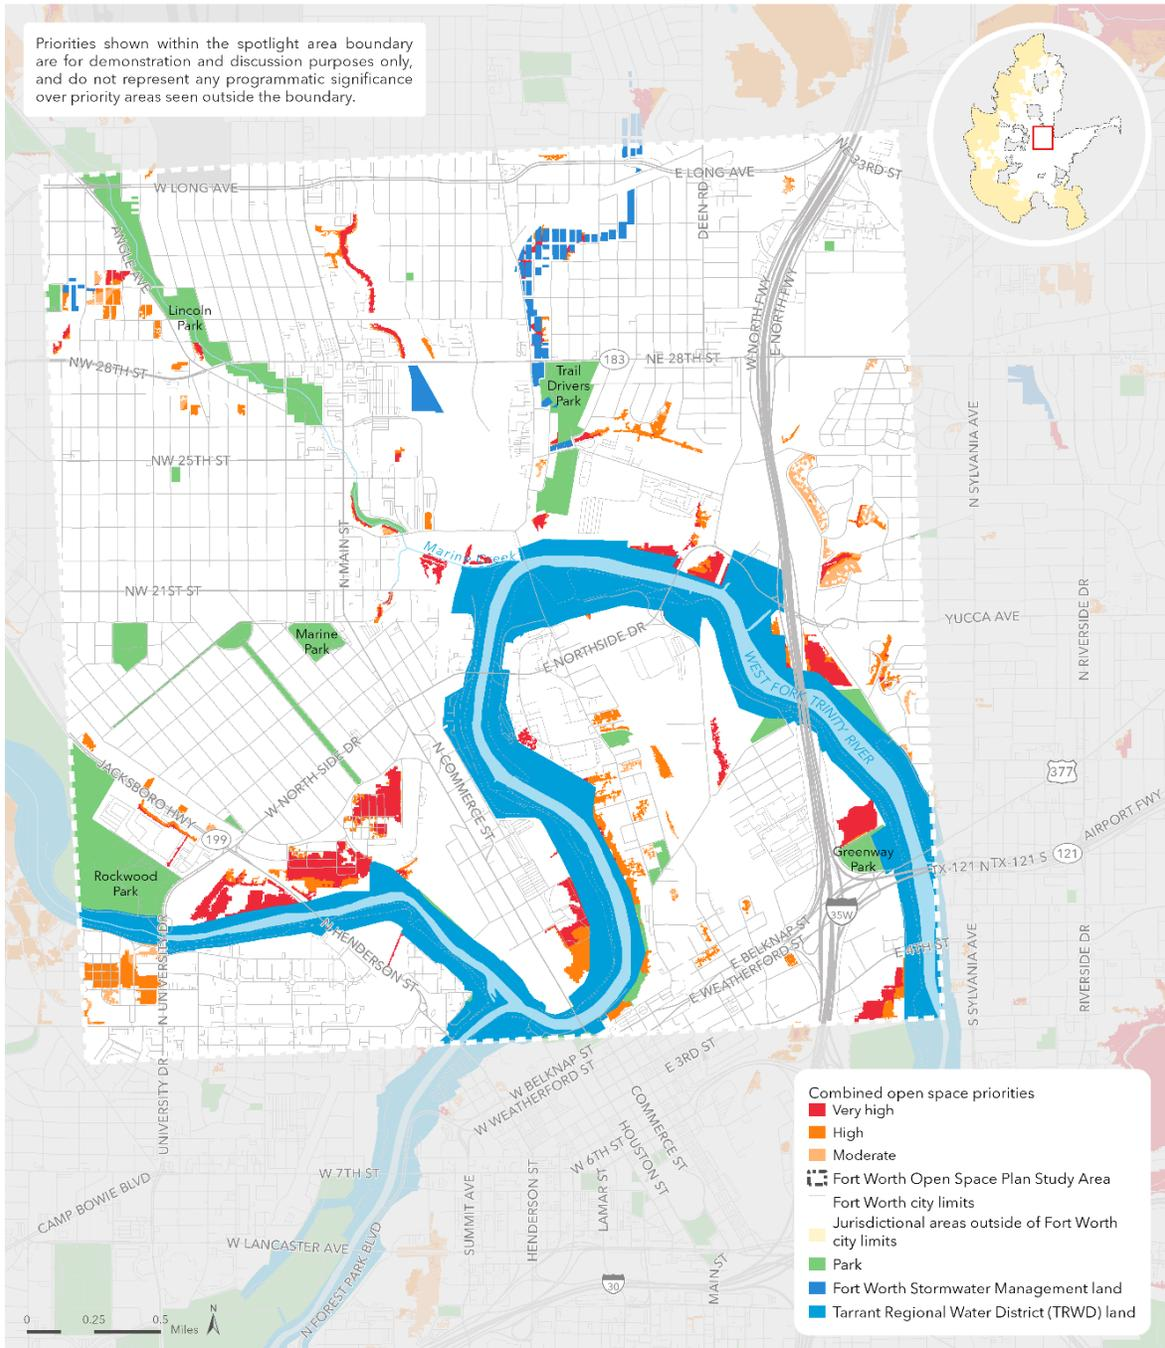 Priorities shown within the spotlight area boundary
are for demonstration and discussion purposes only,
and do not represent any programmatic significance
over priority areas seen outside the boundary.
NE 33RD ST
W LONG AVE
E LONG AVE
DEEN RD
ANGLE AVE
Lincoln
Park
W NORTH FWY
E NORTH FWY
NW 28TH ST
183
NE 28TH ST
Trail
Drivers
Park
N SYLVANIA AVE
NW 25TH ST
N MAIN ST
Marine Creek
NW 21ST ST
YUCCA AVE
N RIVERSIDE DR
Marine
Park
E NORTHSIDE DR
WEST FORK TRINITY RIVER
JACKSBORO HWY
W NORTH SIDE DR
N COMMERCE ST
377
AIRPORT FWY
199
Greenway
Park
121
TX-121 N
TX-121 S
Rockwood
Park
35W
N HENDERSON ST
N UNIVERSITY DR
E BELKNAP ST
E WEATHERFORD ST
E 4TH ST
S SYLVANIA AVE
RIVERSIDE DR
UNIVERSITY DR
W BELKNAP ST
W WEATHERFORD ST
E 3RD ST
COMMERCE ST
HOUSTON ST
W 6TH ST
W 7TH ST
CAMP BOWIE BLVD
SUMMIT AVE
HENDERSON ST
LAMAR ST
MAIN ST
W LANCASTER AVE
N FOREST PARK BLVD
30
Combined open space priorities
Very high
High
Moderate
Fort Worth Open Space Plan Study Area
Fort Worth city limits
Jurisdictional areas outside of Fort Worth
city limits
Park
Fort Worth Stormwater Management land
Tarrant Regional Water District (TRWD) land
0 0.25 0.5
Miles
N